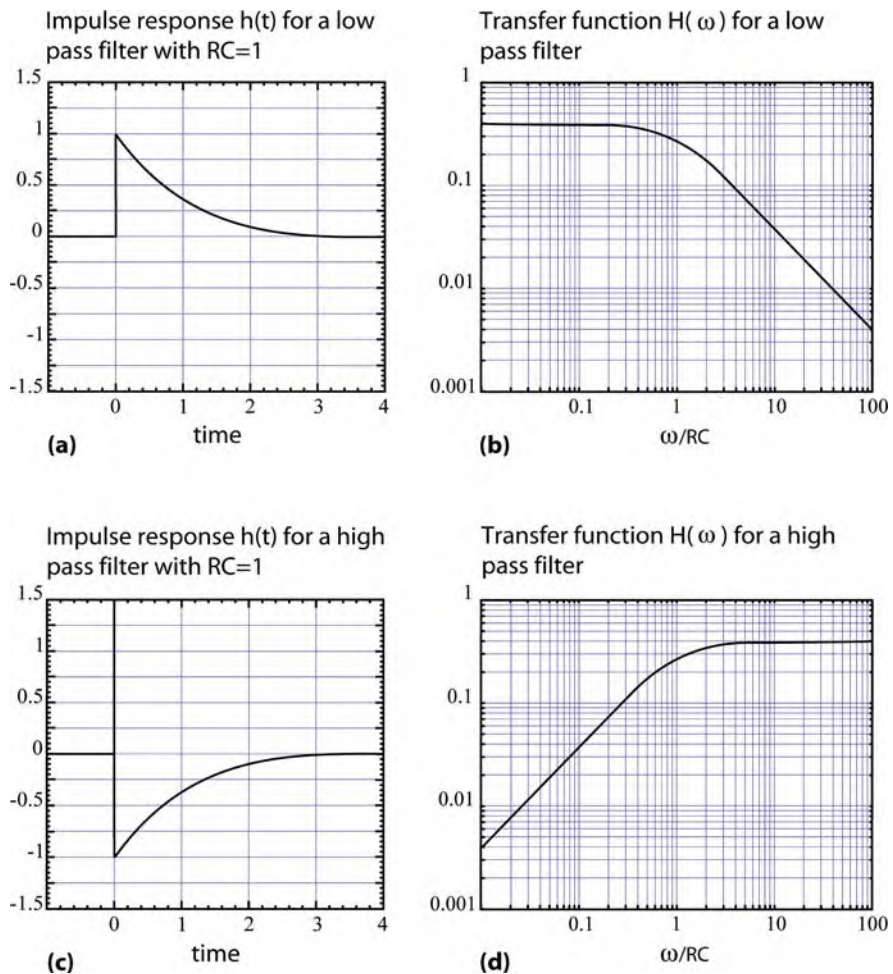 Impulse response h(t) for a low
pass filter with RC=1
1.5
1
0.5
0
-0.5
-1
-1.5
0 1 2 3 4
time
(a)
Transfer function H( ω) for a low
pass filter
1
0.1
0.01
0.001
0.1 1 10 100
ω/RC
(b)
Impulse response h(t) for a high
pass filter with RC=1
1.5
1
0.5
0
-0.5
-1
-1.5
0 1 2 3 4
time
(c)
Transfer function H( ω) for a high
pass filter
1
0.1
0.01
0.001
0.1 1 10 100
ω/RC
(d)